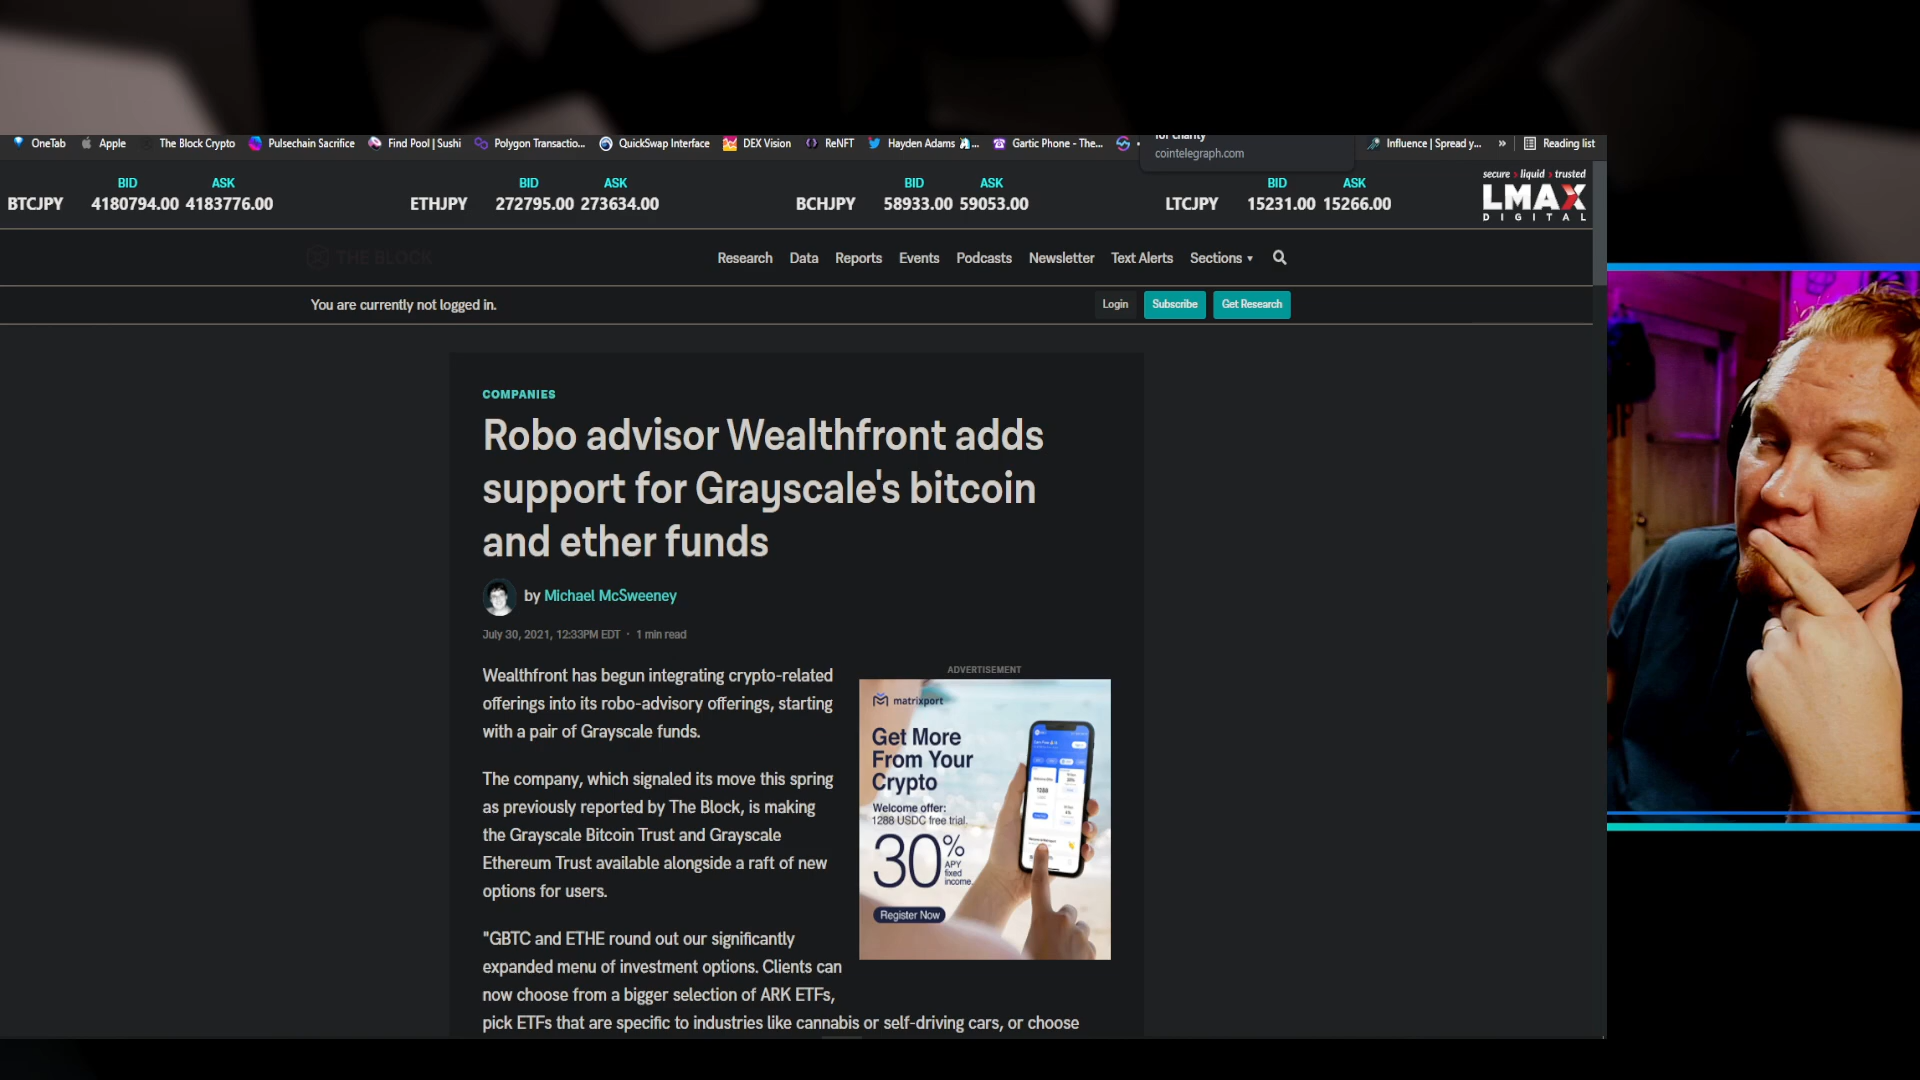 OneTab Apple The Block Crypto Pulsechain Sacrifice Find Pool | Sushi Polygon Transactio... QuickSwap Interface DEX Vision ReNFT Hayden Adams Gartic Phone - The... for charity Influence | Spread y... » Reading list
cointelegraph.com
BID ASK BID ASK BID ASK BID ASK
BTCJPY 4180794.00 4183776.00 ETHJPY 272795.00 273634.00 BCHJPY 58933.00 59053.00 LTCJPY 15231.00 15266.00
secure liquid trusted
LMAX
DIGITAL
THE BLOCK
Research Data Reports Events Podcasts Newsletter Text Alerts Sections
You are currently not logged in.
Login Subscribe Get Research
COMPANIES
Robo advisor Wealthfront adds
support for Grayscale's bitcoin
and ether funds
by Michael McSweeney
July 30, 2021, 12:33PM EDT · 1 min read
Wealthfront has begun integrating crypto-related
offerings into its robo-advisory offerings, starting
with a pair of Grayscale funds.
The company, which signaled its move this spring
as previously reported by The Block, is making
the Grayscale Bitcoin Trust and Grayscale
Ethereum Trust available alongside a raft of new
options for users.
"GBTC and ETHE round out our significantly
expanded menu of investment options. Clients can
now choose from a bigger selection of ARK ETFs,
pick ETFs that are specific to industries like cannabis or self-driving cars, or choose
ADVERTISEMENT
matrixport
Get More
From Your
Crypto
Welcome offer:
1288 USDC free trial.
30%
APY
fixed
income.
Register Now